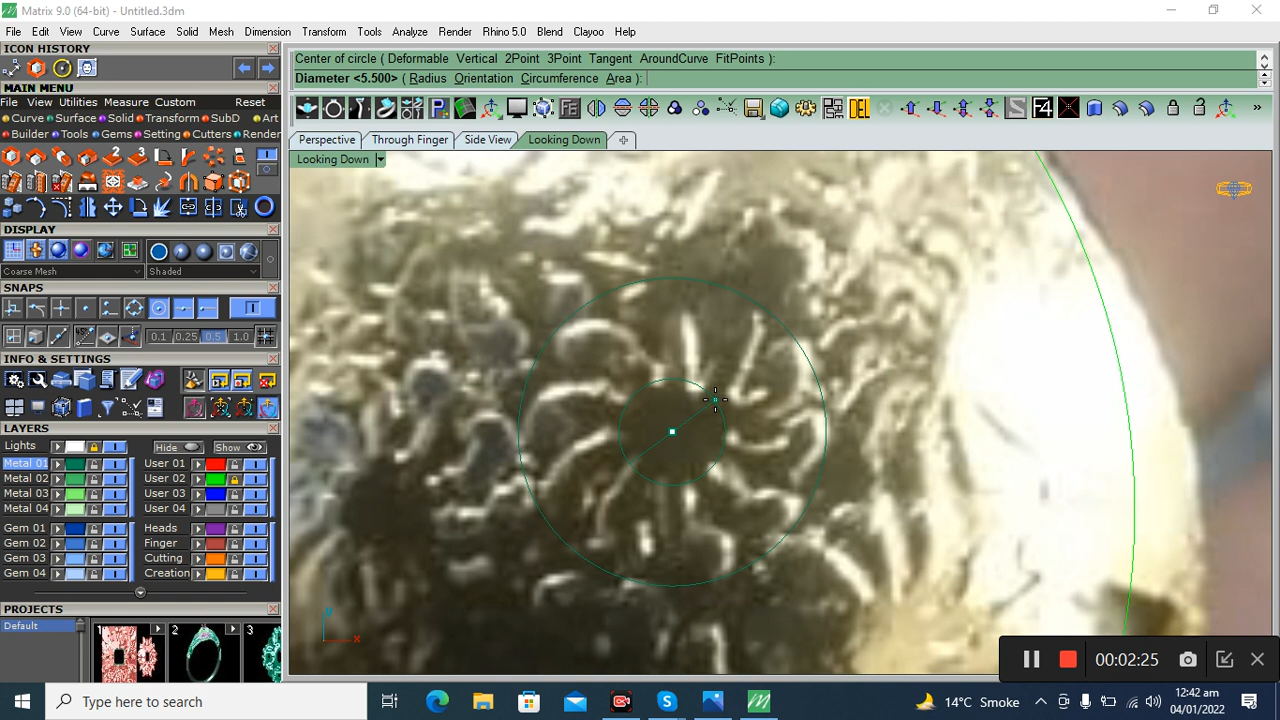 Matrix 9.0 (64-bit) - Untitled.3dm
File Edit View Curve Surface Solid Mesh Dimension Transform Tools Analyze Render Rhino 5.0 Blend Clayoo Help
ICON HISTORY
Center of circle ( Deformable Vertical 2Point 3Point Tangent AroundCurve FitPoints ):
Diameter <5.500> ( Radius Orientation Circumference Area ):
MAIN MENU
File View Utilities Measure Custom Reset
Curve Surface Solid Transform SubD Art
Builder Tools Gems Setting Cutters Render
Perspective Through Finger Side View Looking Down
Looking Down
DISPLAY
Coarse Mesh Shaded
SNAPS
0.1 0.25 0.5 1.0
INFO & SETTINGS
LAYERS
Lights Hide Show
Metal 01 User 01
Metal 02 User 02
Metal 03 User 03
Metal 04 User 04
Gem 01 Heads
Gem 02 Finger
Gem 03 Cutting
Gem 04 Creation
PROJECTS
Default 1 2 3
y
x
00:02:25
Type here to search
14°C Smoke
12:42 am
04/01/2022